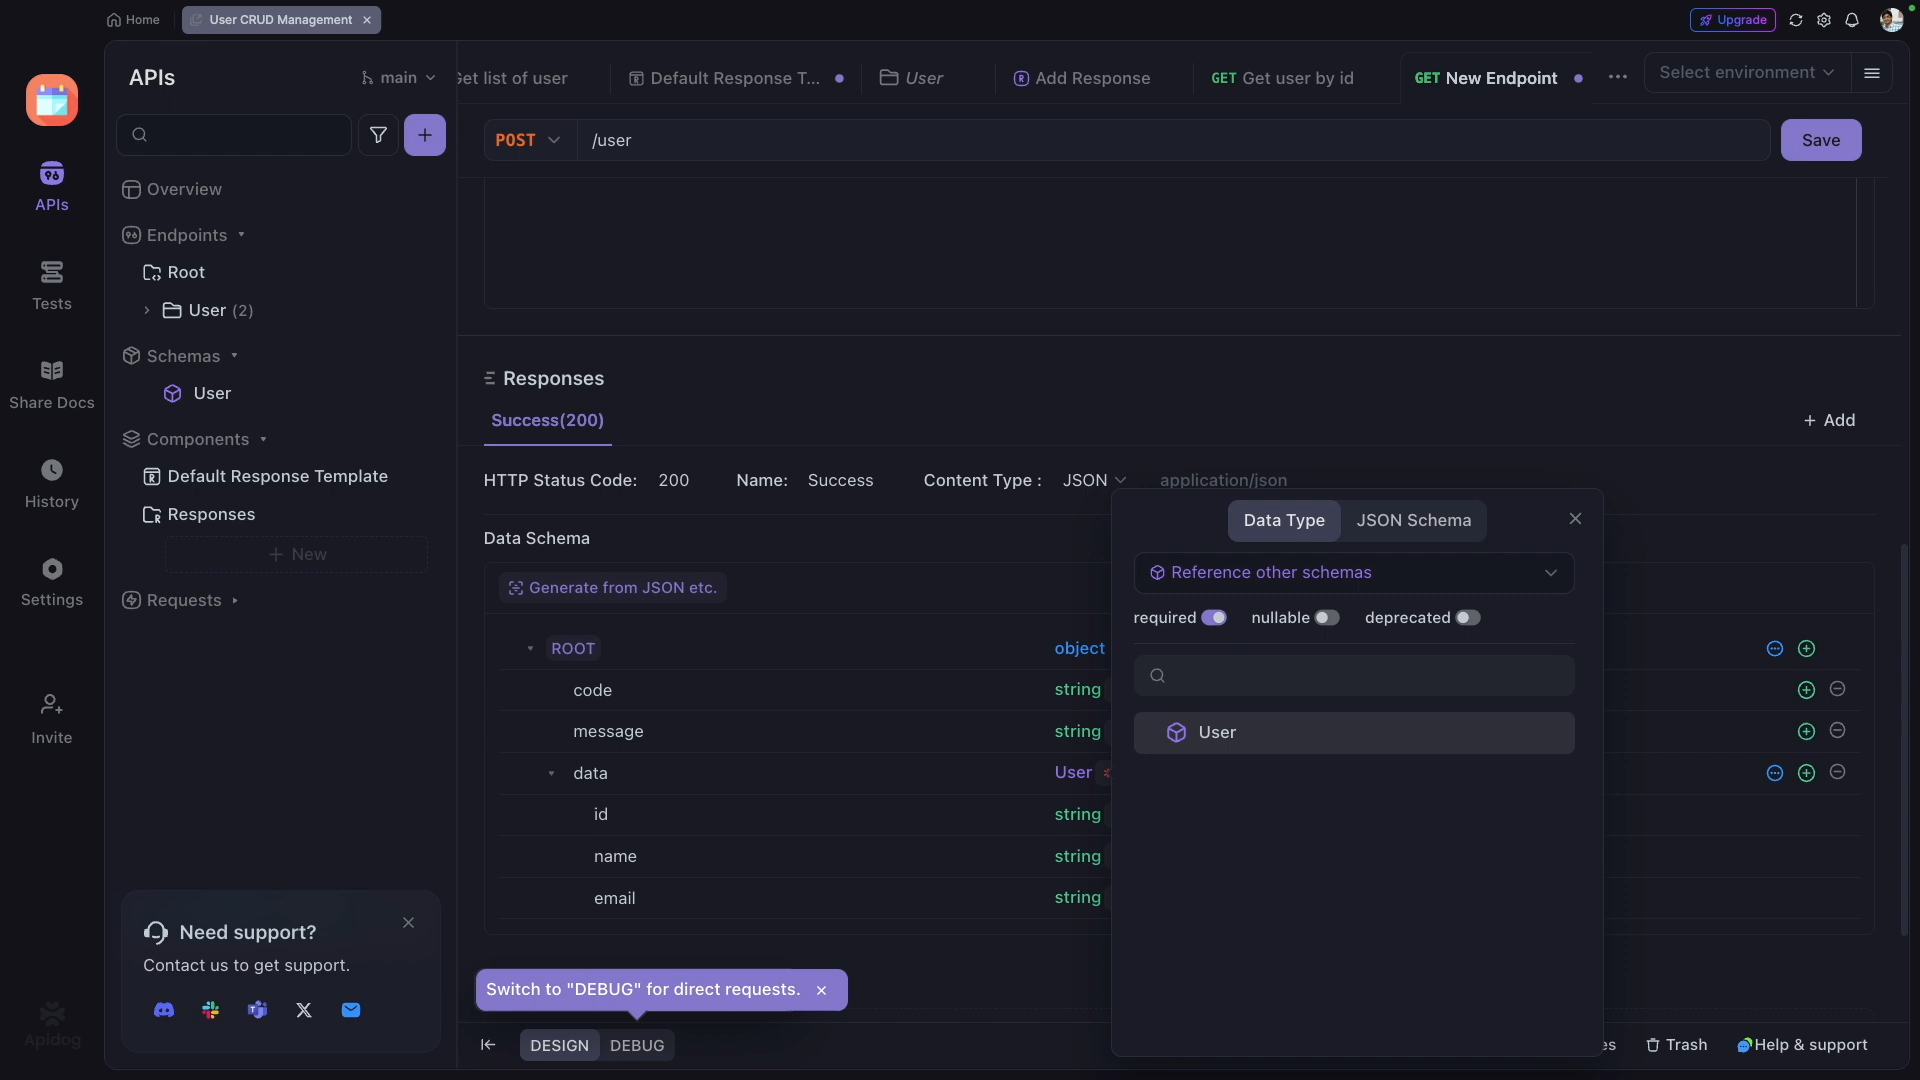 Home
User CRUD Management
Upgrade
APIs
main
Get list of user
Default Response T...
User
Add Response
GET Get user by id
GET New Endpoint
Select environment
POST
/user
Save
APIs
Tests
Share Docs
History
Settings
Invite
Apidog
Overview
Endpoints
Root
User (2)
Schemas
User
Components
Default Response Template
Responses
+ New
Requests
Need support?
Contact us to get support.
Responses
Success(200)
+ Add
HTTP Status Code: 200
Name: Success
Content Type : JSON
application/json
Data Schema
Generate from JSON etc.
ROOT object
code string
message string
data User
id string
name string
email string
Data Type
JSON Schema
Reference other schemas
required
nullable
deprecated
User
Switch to "DEBUG" for direct requests.
DESIGN
DEBUG
Trash
Help & support